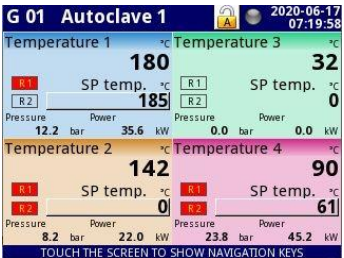 G 01 Autoclave 1 A 2020-06-17
07:19:58
Temperature 1 °C
180
R1 SP temp. °C
R2 185
Pressure Power
12.2 bar 35.6 kW
Temperature 3 °C
32
R1 SP temp. °C
R2 0
Pressure Power
0.0 bar 0.0 kW
Temperature 2 °C
142
R1 SP temp. °C
R2 0
Pressure Power
8.2 bar 22.0 kW
Temperature 4 °C
90
R1 SP temp. °C
R2 61
Pressure Power
23.8 bar 45.2 kW
TOUCH THE SCREEN TO SHOW NAVIGATION KEYS